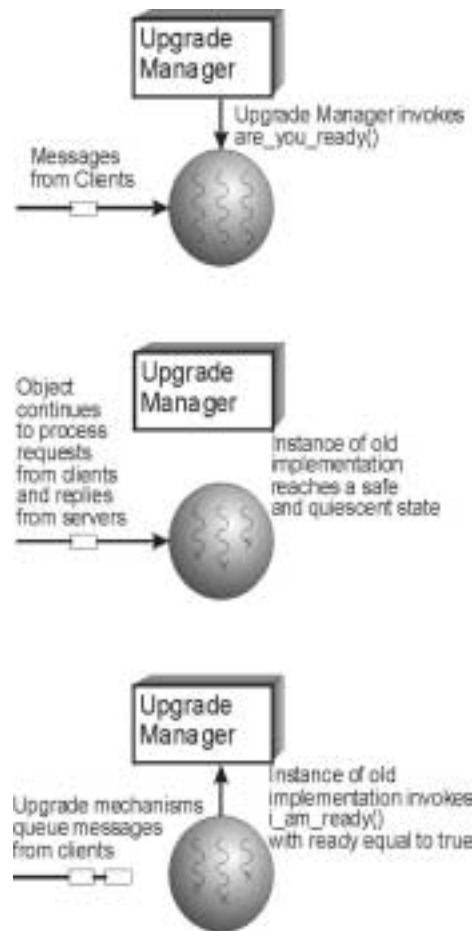 Upgrade
Manager
Upgrade Manager invokes
are_you_ready()
Messages
from Clients
Upgrade
Manager
Object
continues
to process
requests
from clients
and replies
from servers
Instance of old
implementation
reaches a safe
and quiescent state
Upgrade
Manager
Instance of old
implementation invokes
i_am_ready()
with ready equal to true
Upgrade mechanisms
queue messages
from clients